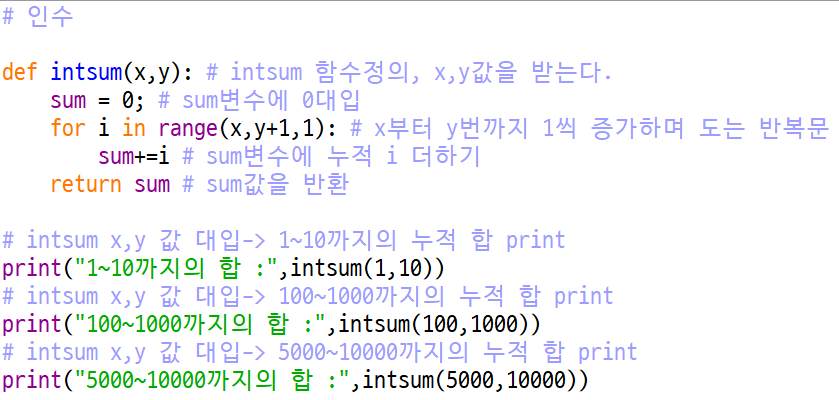 # 인수
def intsum(x,y): # intsum 함수정의, x,y값을 받는다.
    sum = 0; # sum변수에 0대입
    for i in range(x,y+1,1): # x부터 y번까지 1씩 증가하며 도는 반복문
        sum+=i # sum변수에 누적 i 더하기
    return sum # sum값을 반환
# intsum x,y 값 대입-> 1~10까지의 누적 합 print
print("1~10까지의 합 :",intsum(1,10))
# intsum x,y 값 대입-> 100~1000까지의 누적 합 print
print("100~1000까지의 합 :",intsum(100,1000))
# intsum x,y 값 대입-> 5000~10000까지의 누적 합 print
print("5000~10000까지의 합 :",intsum(5000,10000))